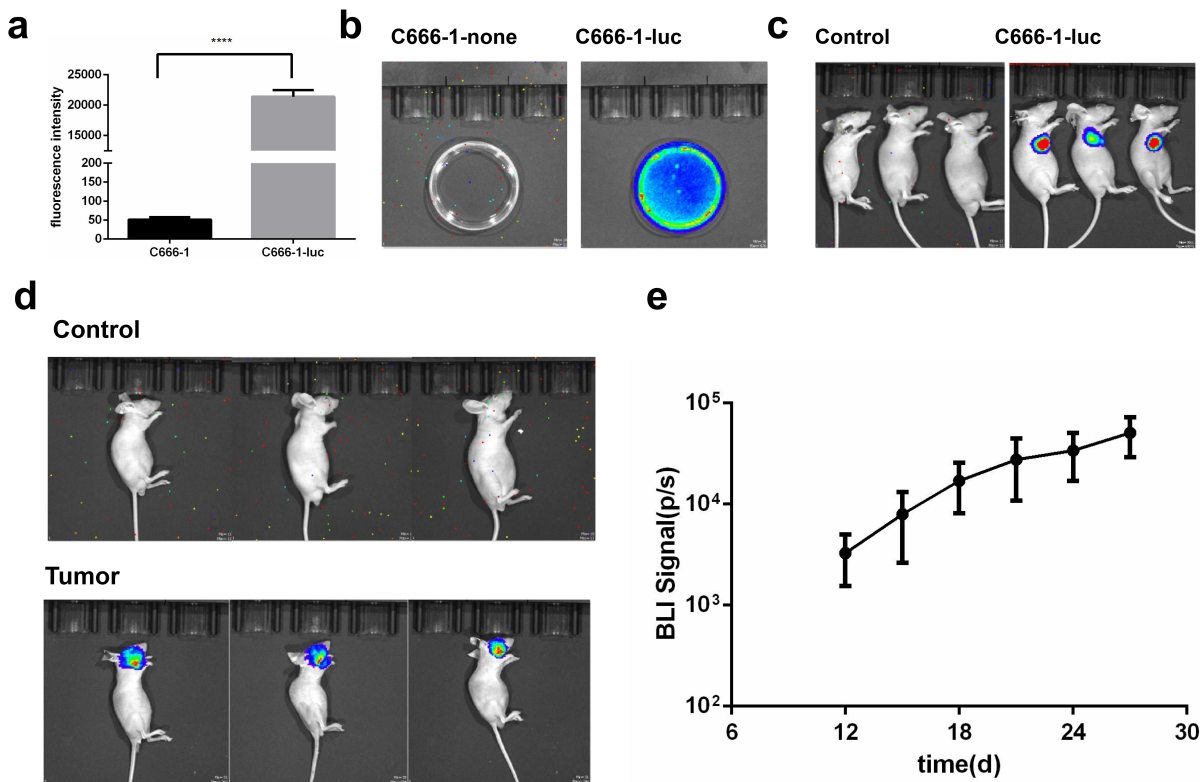 a
****
fluorescence intensity
25000
20000
15000
10000
200
150
100
50
0
C666-1
C666-1-luc
b
C666-1-none
C666-1-luc
c
Control
C666-1-luc
d
Control
Tumor
e
BLI Signal(p/s)
10⁵
10⁴
10³
10²
6
12
18
24
30
time(d)